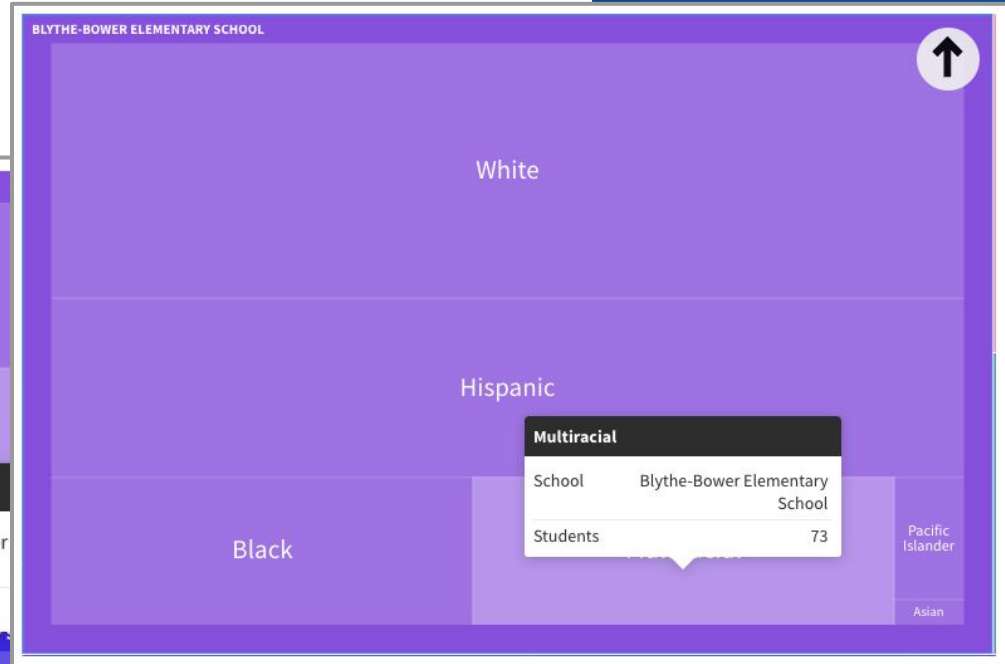 BLYTHE-BOWER ELEMENTARY SCHOOL
White
Hispanic
Multiracial
School Blythe-Bower Elementary
School
Students 73
Black
Pacific
Islander
Asian